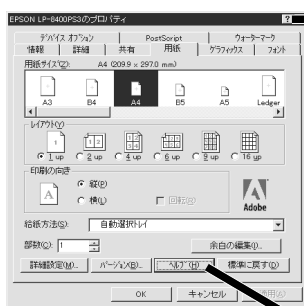 EPSON LP-8400PS3のプロパティ
デバイス オプション PostScript ウォーターマーク
情報 詳細 共有 用紙 グラフィックス フォント
用紙サイズ(Z): A4 (209.9 × 297.0 mm)
A3 B4 A4 B5 A5 Ledger
レイアウト(Y)
1 up 2 up 4 up 6 up 9 up 16 up
印刷の向き
A
縦(P)
横(L) 回転(R)
Adobe
給紙方法(S): 自動選択トレイ
部数(C): 1 余白の編集(I)...
詳細設定(M)... バージョン(B)... ヘルプ(H) 標準に戻す(D)
OK キャンセル 適用(A)